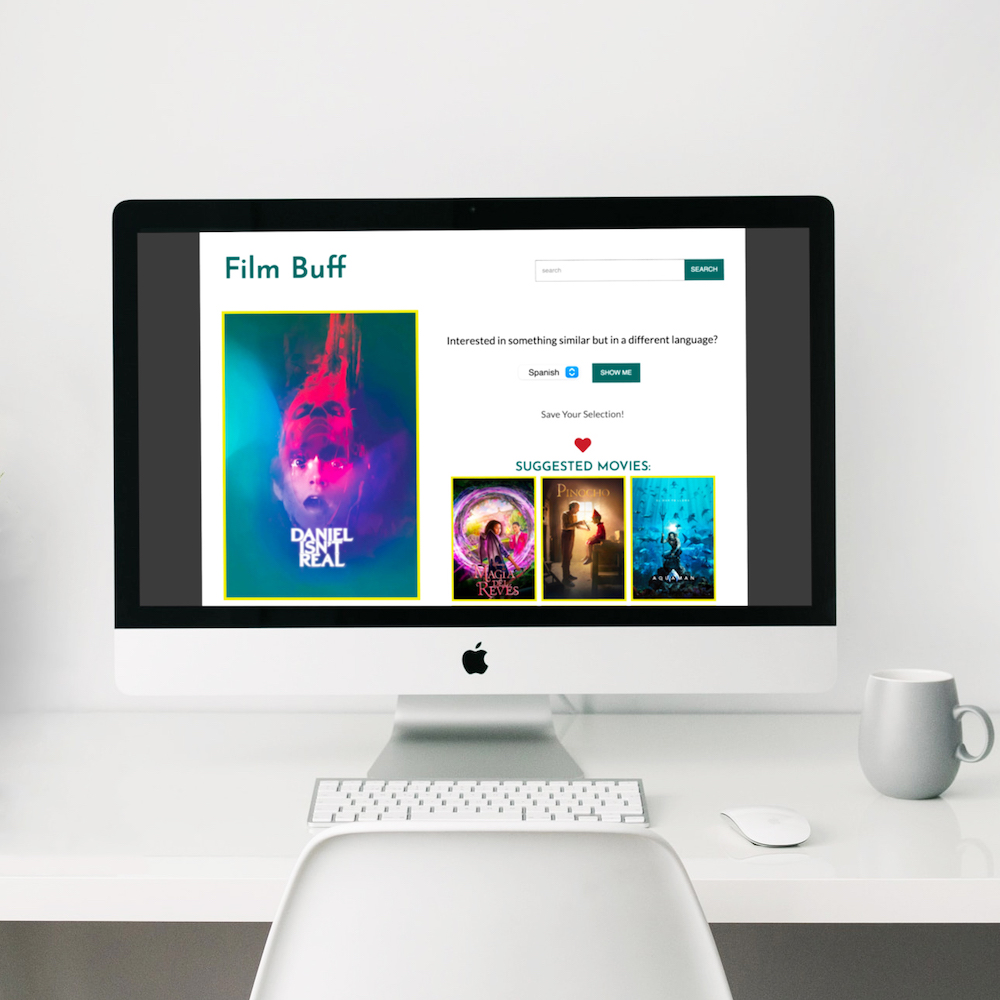 Film Buff
search
SEARCH
Interested in something similar but in a different language?
Spanish
SHOW ME
Save Your Selection!
SUGGESTED MOVIES:
DANIEL
ISN'T
REAL
MAGIA
DEL
REVÉS
PINOCHO
AQUAMAN